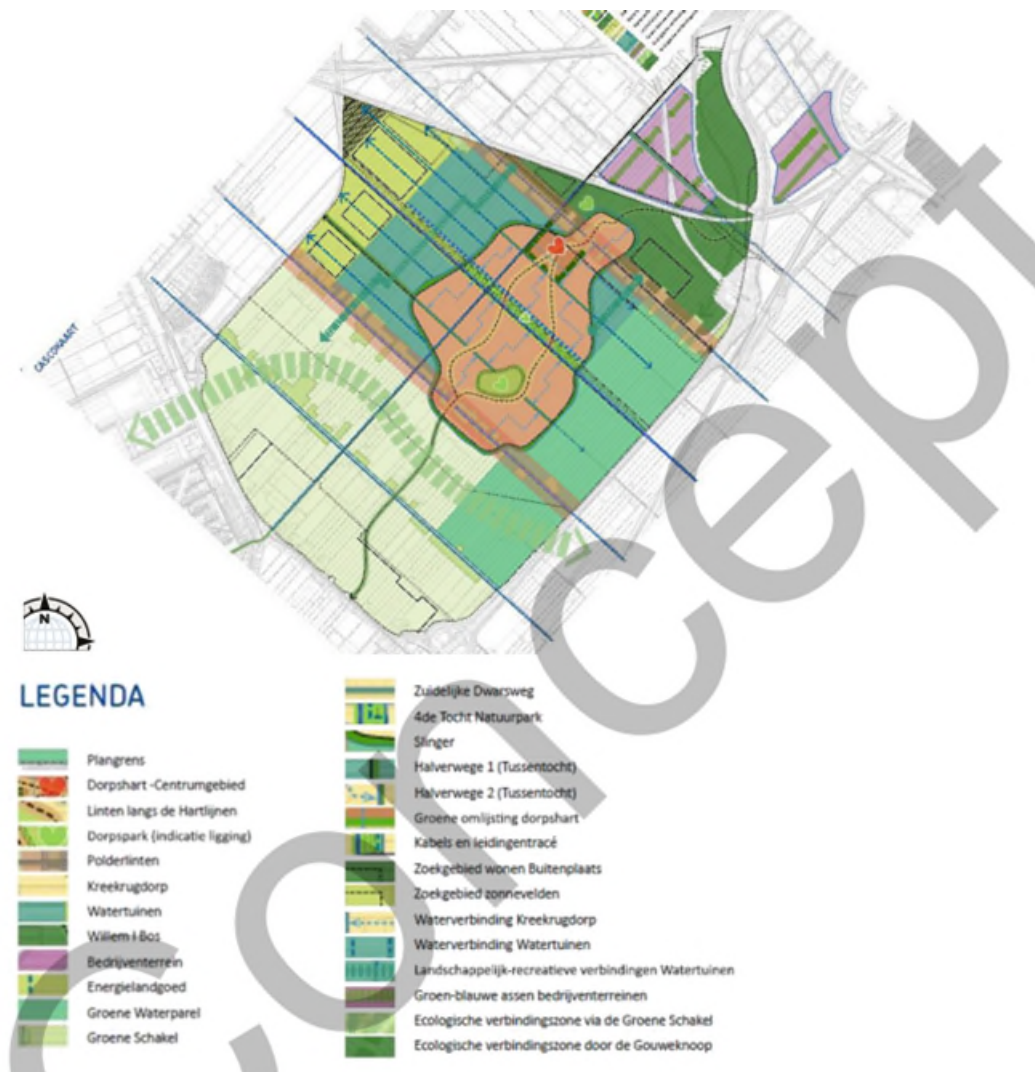 CASCOKAART
N
LEGENDA
Plangrens
Dorpshart -Centrumgebied
Linten langs de Hartlijnen
Dorpspark (indicatie ligging)
Polderlinten
Kreekrugdorp
Watertuinen
Willem I Bos
Bedrijventerrein
Energielandgoed
Groene Waterparel
Groene Schakel
Zuidelijke Dwarsweg
4de Tocht Natuurpark
Slinger
Halverwege 1 (Tussentocht)
Halverwege 2 (Tussentocht)
Groene omlijsting dorpshart
Kabels en leidingentracé
Zoekgebied wonen Buitenplaats
Zoekgebied zonnevelden
Waterverbinding Kreekrugdorp
Waterverbinding Watertuinen
Landschappelijk-recreatieve verbindingen Watertuinen
Groen-blauwe assen bedrijventerreinen
Ecologische verbindingszone via de Groene Schakel
Ecologische verbindingszone door de Gouweknoop
concept